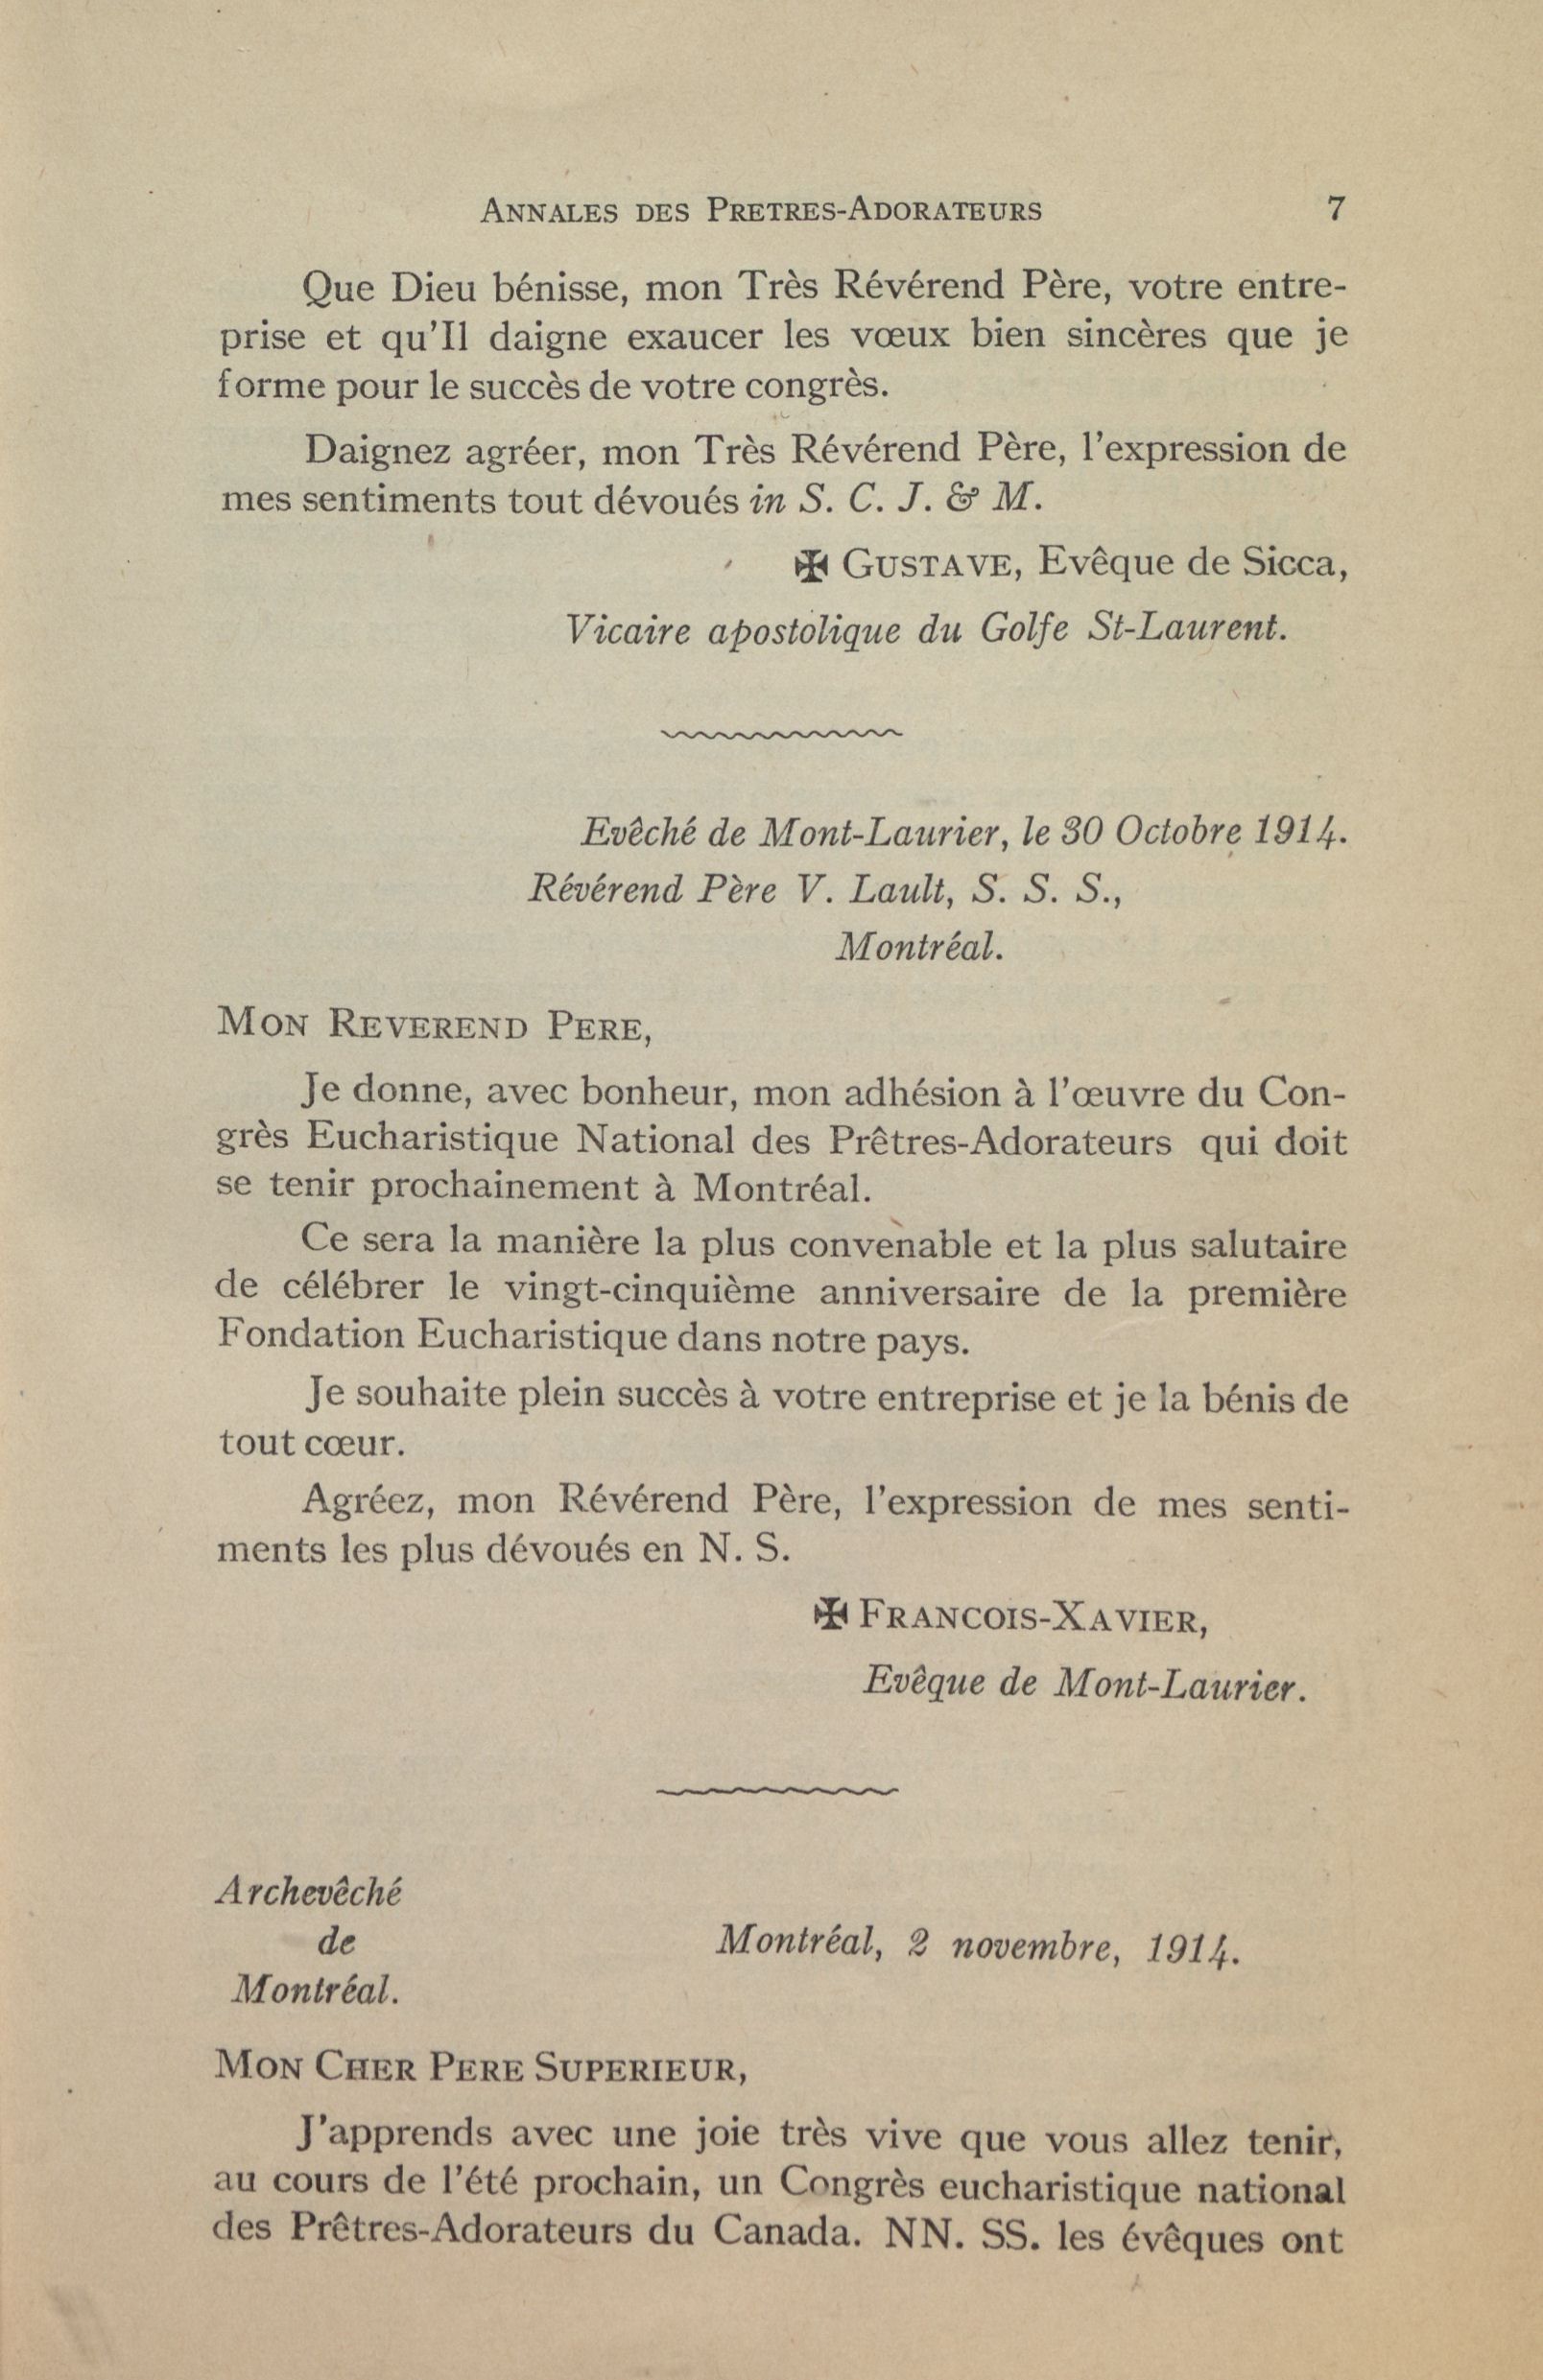 ANNALES DES PRETRES-ADORATEURS 7
Que Dieu bénisse, mon Très Révérend Père, votre entre-
prise et qu'Il daigne exaucer les vœux bien sincères que je
forme pour le succès de votre congrès.
Daignez agréer, mon Très Révérend Père, l'expression de
mes sentiments tout dévoués in S. C. J. & M.
✠ GUSTAVE, Evêque de Sicca,
Vicaire apostolique du Golfe St-Laurent.
Evêché de Mont-Laurier, le 30 Octobre 1914.
Révérend Père V. Lault, S. S. S.,
Montréal.
MON REVEREND PERE,
Je donne, avec bonheur, mon adhésion à l'œuvre du Con-
grès Eucharistique National des Prêtres-Adorateurs qui doit
se tenir prochainement à Montréal.
Ce sera la manière la plus convenable et la plus salutaire
de célébrer le vingt-cinquième anniversaire de la première
Fondation Eucharistique dans notre pays.
Je souhaite plein succès à votre entreprise et je la bénis de
tout cœur.
Agréez, mon Révérend Père, l'expression de mes senti-
ments les plus dévoués en N. S.
✠ FRANCOIS-XAVIER,
Evêque de Mont-Laurier.
Archevêché
de
Montréal.
Montréal, 2 novembre, 1914.
MON CHER PERE SUPERIEUR,
J'apprends avec une joie très vive que vous allez tenir,
au cours de l'été prochain, un Congrès eucharistique national
des Prêtres-Adorateurs du Canada. NN. SS. les évêques ont